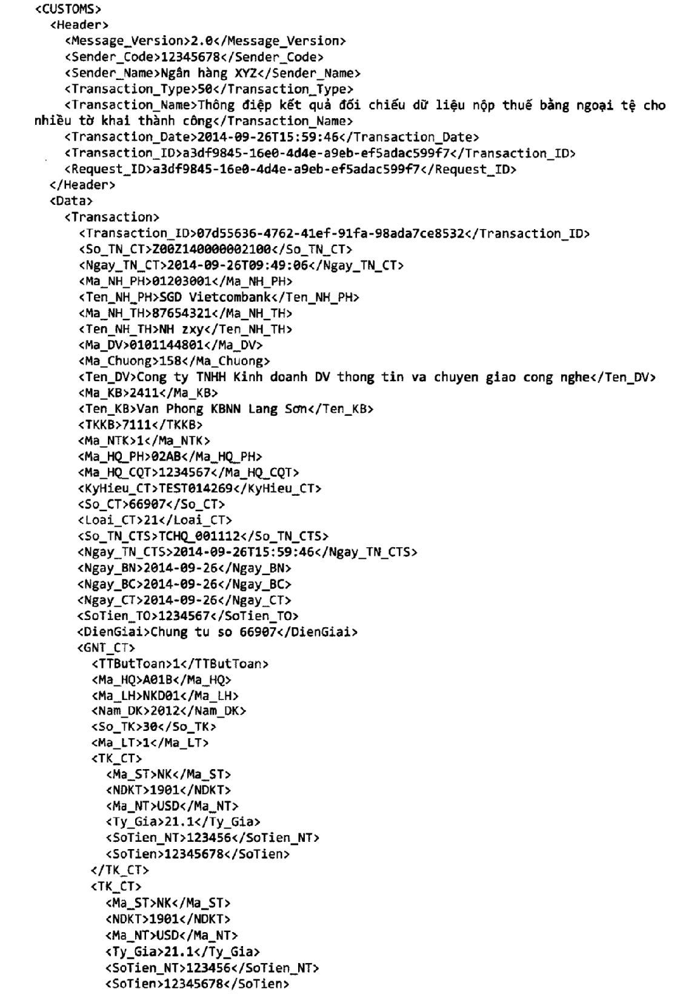 <CUSTOMS>
<Header>
<Message_Version>2.0</Message_Version>
<Sender_Code>12345678</Sender_Code>
<Sender_Name>Ngân hàng XYZ</Sender_Name>
<Transaction_Type>50</Transaction_Type>
<Transaction_Name>Thông điệp kết quả đối chiếu dữ liệu nộp thuế bằng ngoại tệ cho
nhiều tờ khai thành công</Transaction_Name>
<Transaction_Date>2014-09-26T15:59:46</Transaction_Date>
<Transaction_ID>a3df9845-16e0-4d4e-a9eb-ef5adac599f7</Transaction_ID>
<Request_ID>a3df9845-16e0-4d4e-a9eb-ef5adac599f7</Request_ID>
</Header>
<Data>
<Transaction>
<Transaction_ID>07d55636-4762-41ef-91fa-98ada7ce8532</Transaction_ID>
<So_TN_CT>Z00Z140000002100</So_TN_CT>
<Ngay_TN_CT>2014-09-26T09:49:06</Ngay_TN_CT>
<Ma_NH_PH>01203001</Ma_NH_PH>
<Ten_NH_PH>SGD Vietcombank</Ten_NH_PH>
<Ma_NH_TH>87654321</Ma_NH_TH>
<Ten_NH_TH>NH zxy</Ten_NH_TH>
<Ma_DV>0101144801</Ma_DV>
<Ma_Chuong>158</Ma_Chuong>
<Ten_DV>Cong ty TNHH Kinh doanh DV thong tin va chuyen giao cong nghe</Ten_DV>
<Ma_KB>2411</Ma_KB>
<Ten_KB>Van Phong KBNN Lang Sơn</Ten_KB>
<TKKB>7111</TKKB>
<Ma_NTK>1</Ma_NTK>
<Ma_HQ_PH>02AB</Ma_HQ_PH>
<Ma_HQ_CQT>1234567</Ma_HQ_CQT>
<KyHieu_CT>TEST014269</KyHieu_CT>
<So_CT>66907</So_CT>
<Loai_CT>21</Loai_CT>
<So_TN_CTS>TCHQ_001112</So_TN_CTS>
<Ngay_TN_CTS>2014-09-26T15:59:46</Ngay_TN_CTS>
<Ngay_BN>2014-09-26</Ngay_BN>
<Ngay_BC>2014-09-26</Ngay_BC>
<Ngay_CT>2014-09-26</Ngay_CT>
<SoTien_TO>1234567</SoTien_TO>
<DienGiai>Chung tu so 66907</DienGiai>
<GNT_CT>
<TTButToan>1</TTButToan>
<Ma_HQ>A01B</Ma_HQ>
<Ma_LH>NKD01</Ma_LH>
<Nam_DK>2012</Nam_DK>
<So_TK>30</So_TK>
<Ma_LT>1</Ma_LT>
<TK_CT>
<Ma_ST>NK</Ma_ST>
<NDKT>1901</NDKT>
<Ma_NT>USD</Ma_NT>
<Ty_Gia>21.1</Ty_Gia>
<SoTien_NT>123456</SoTien_NT>
<SoTien>12345678</SoTien>
</TK_CT>
<TK_CT>
<Ma_ST>NK</Ma_ST>
<NDKT>1901</NDKT>
<Ma_NT>USD</Ma_NT>
<Ty_Gia>21.1</Ty_Gia>
<SoTien_NT>123456</SoTien_NT>
<SoTien>12345678</SoTien>